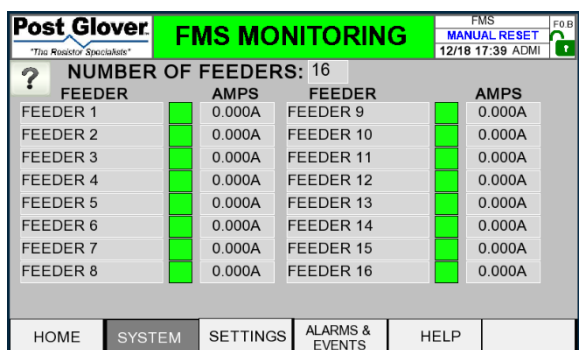 Post Glover.
"The Resistor Specialists"
FMS MONITORING
FMS
MANUAL RESET
12/18 17:39 ADMI
F0.B
?
NUMBER OF FEEDERS: 16
FEEDER AMPS FEEDER AMPS
FEEDER 1 0.000A FEEDER 9 0.000A
FEEDER 2 0.000A FEEDER 10 0.000A
FEEDER 3 0.000A FEEDER 11 0.000A
FEEDER 4 0.000A FEEDER 12 0.000A
FEEDER 5 0.000A FEEDER 13 0.000A
FEEDER 6 0.000A FEEDER 14 0.000A
FEEDER 7 0.000A FEEDER 15 0.000A
FEEDER 8 0.000A FEEDER 16 0.000A
HOME SYSTEM SETTINGS ALARMS & EVENTS HELP